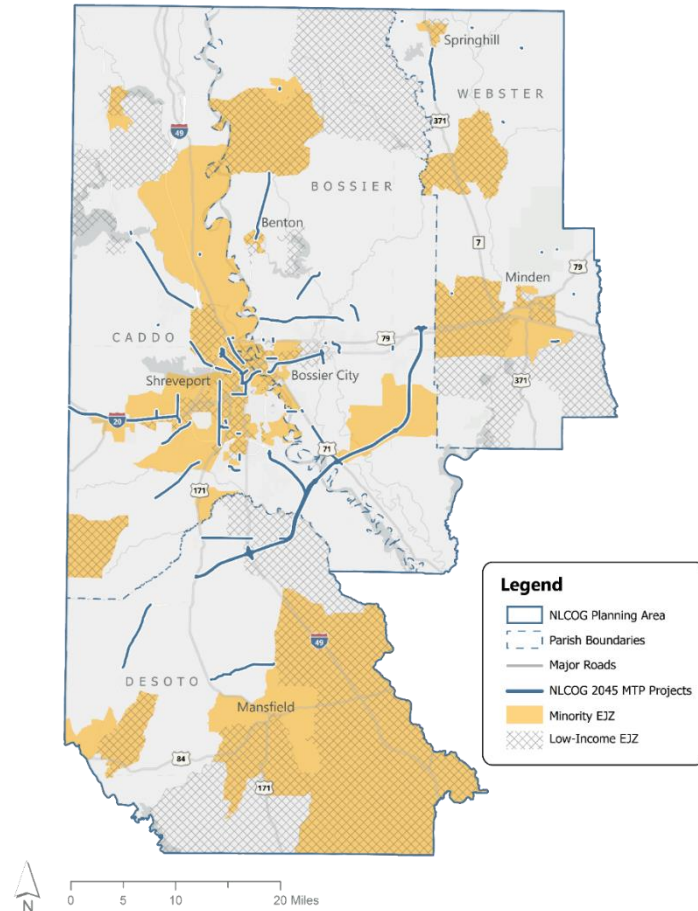 Springhill
WEBSTER
371
49
BOSSIER
Benton
7
Minden
79
CADDO
79
Shreveport
Bossier City
371
20
71
171
49
DESOTO
Mansfield
84
171
Legend
NLCOG Planning Area
Parish Boundaries
Major Roads
NLCOG 2045 MTP Projects
Minority EJZ
Low-Income EJZ
N
0 5 10 20 Miles